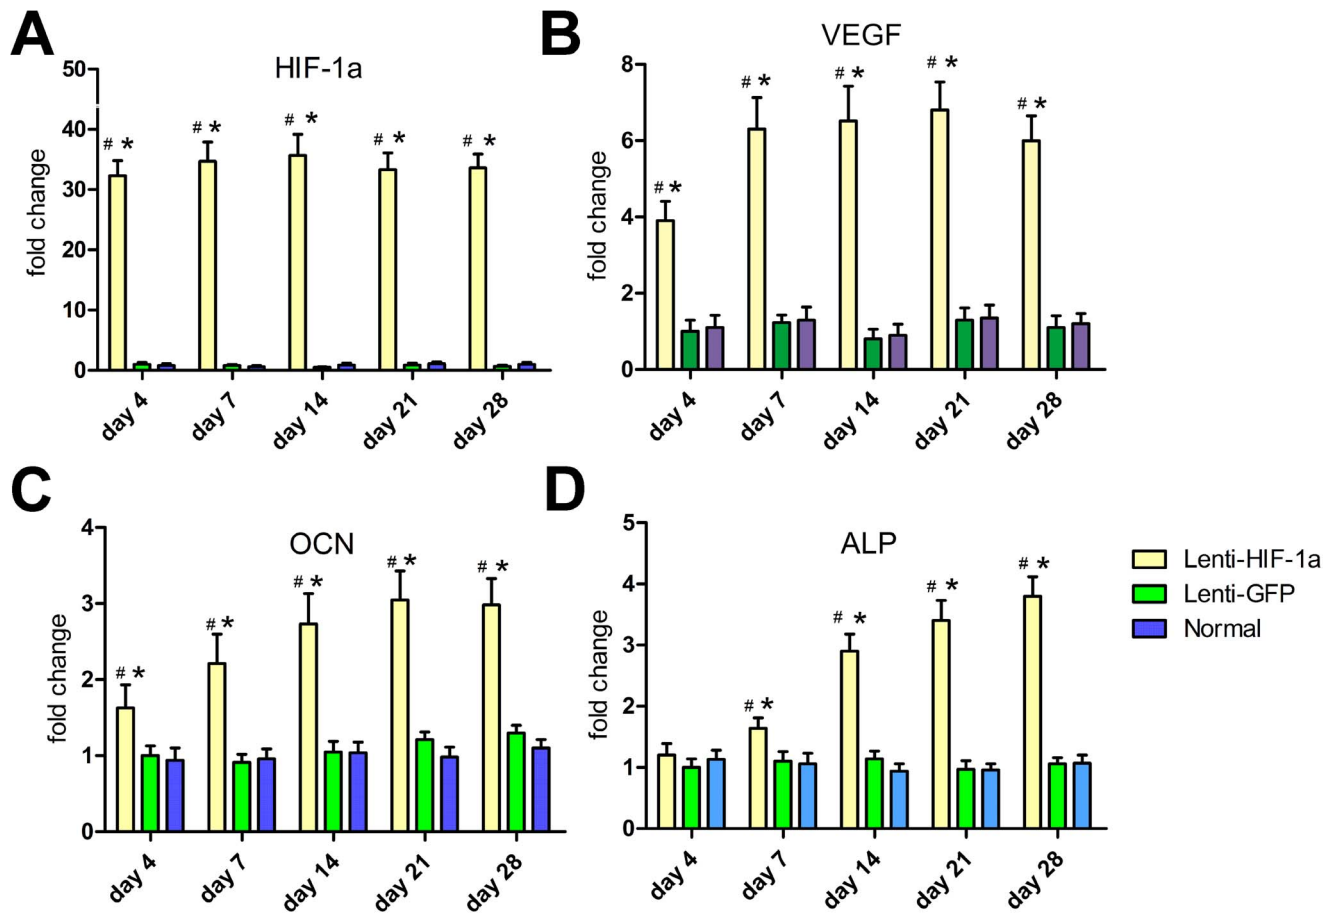 A
HIF-1a
fold change
50
40
30
20
10
0
# *
# *
# *
# *
# *
day 4
day 7
day 14
day 21
day 28
B
VEGF
fold change
8
6
4
2
0
# *
# *
# *
# *
# *
day 4
day 7
day 14
day 21
day 28
C
OCN
fold change
4
3
2
1
0
# *
# *
# *
# *
# *
day 4
day 7
day 14
day 21
day 28
D
ALP
fold change
5
4
3
2
1
0
# *
# *
# *
# *
day 4
day 7
day 14
day 21
day 28
Lenti-HIF-1a
Lenti-GFP
Normal